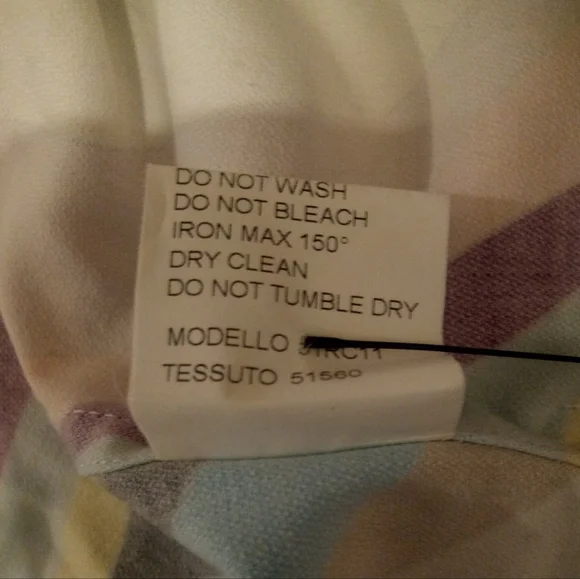 DO NOT WASH
DO NOT BLEACH
IRON MAX 150°
DRY CLEAN
DO NOT TUMBLE DRY
MODELLO
TESSUTO 51560